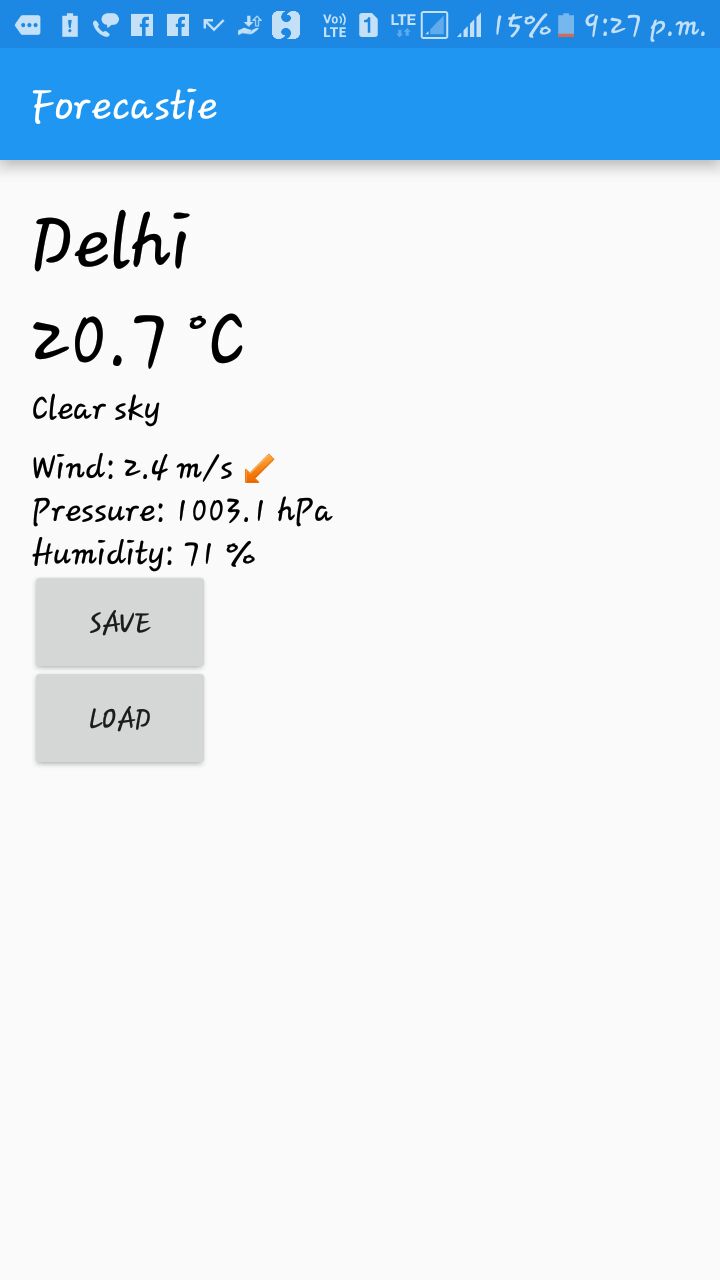 Vo)) LTE 1 LTE 15% 9:27 p.m.
Forecastie
Delhi
20.7 °C
Clear sky
Wind: 2.4 m/s
Pressure: 1003.1 hPa
Humidity: 71 %
SAVE
LOAD